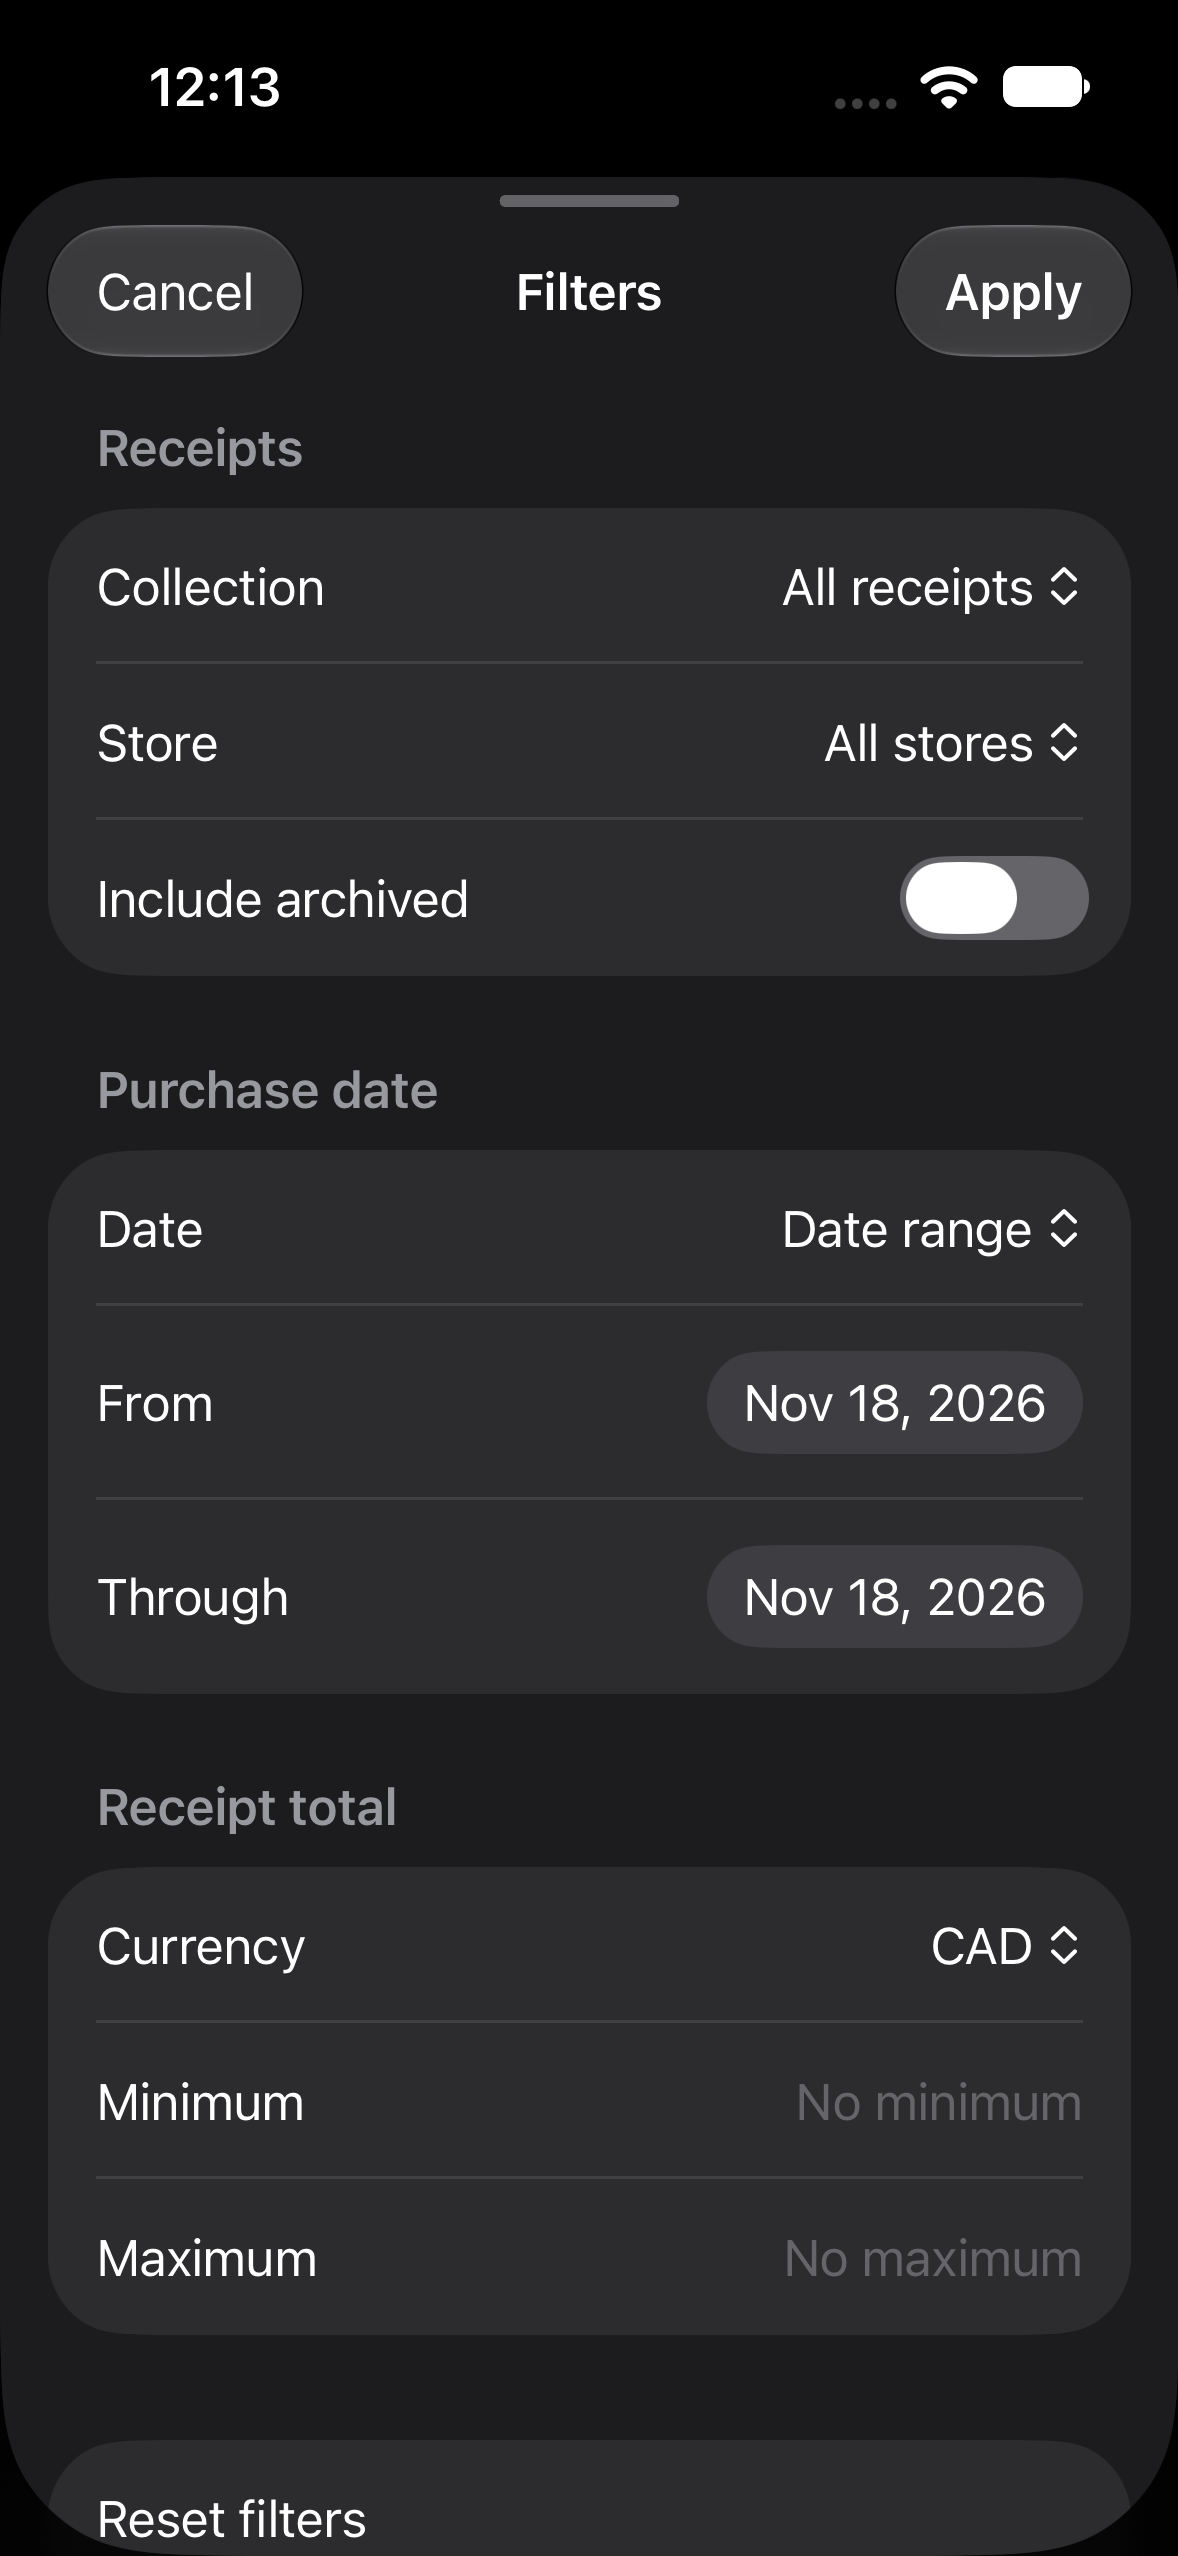 12:13
Cancel Filters Apply
Receipts
Collection All receipts
Store All stores
Include archived
Purchase date
Date Date range
From Nov 18, 2026
Through Nov 18, 2026
Receipt total
Currency CAD
Minimum No minimum
Maximum No maximum
Reset filters